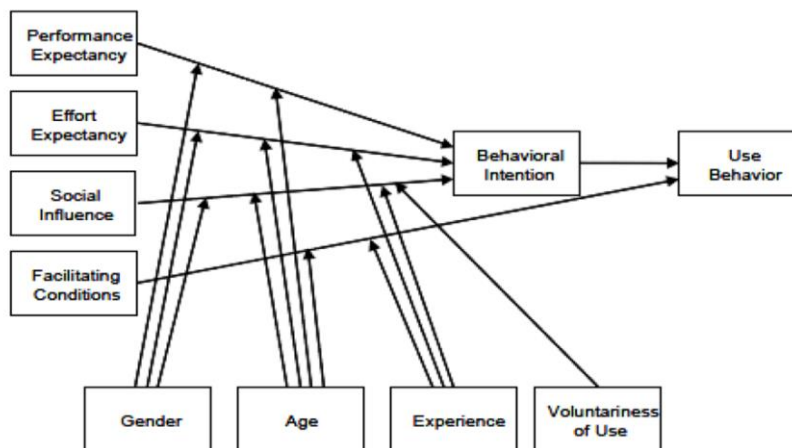 Performance
Expectancy
Effort
Expectancy
Social
Influence
Facilitating
Conditions
Behavioral
Intention
Use
Behavior
Gender
Age
Experience
Voluntariness
of Use